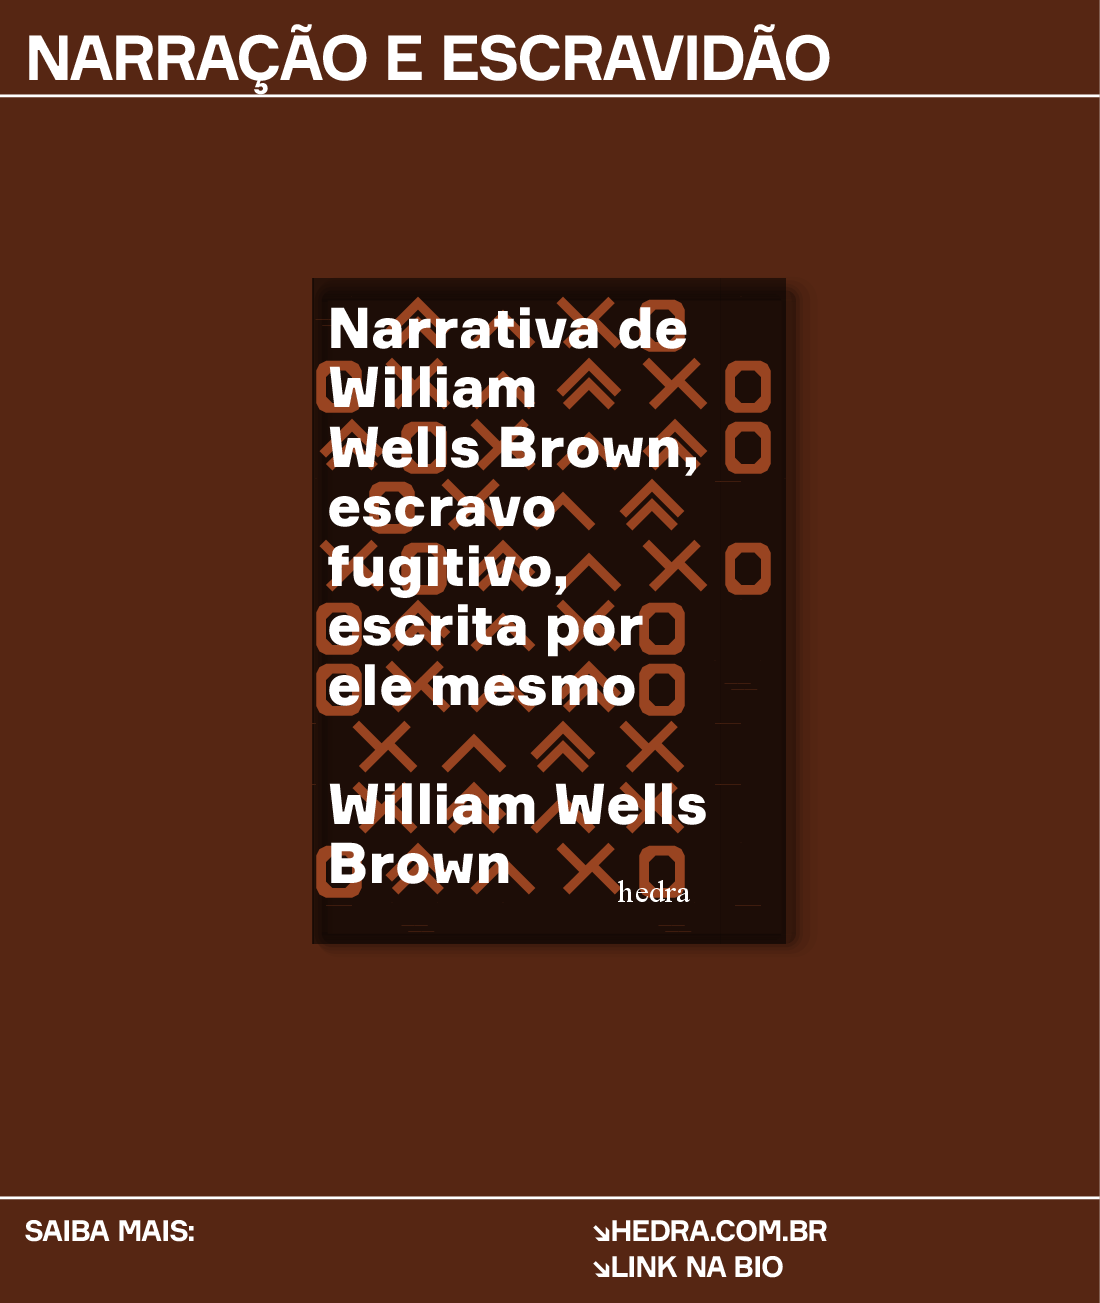 NARRAÇÃO E ESCRAVIDÃO
Narrativa de
William
Wells Brown,
escravo
fugitivo,
escrita por
ele mesmo
William Wells
Brown
hedra
SAIBA MAIS:
↘HEDRA.COM.BR
↘LINK NA BIO